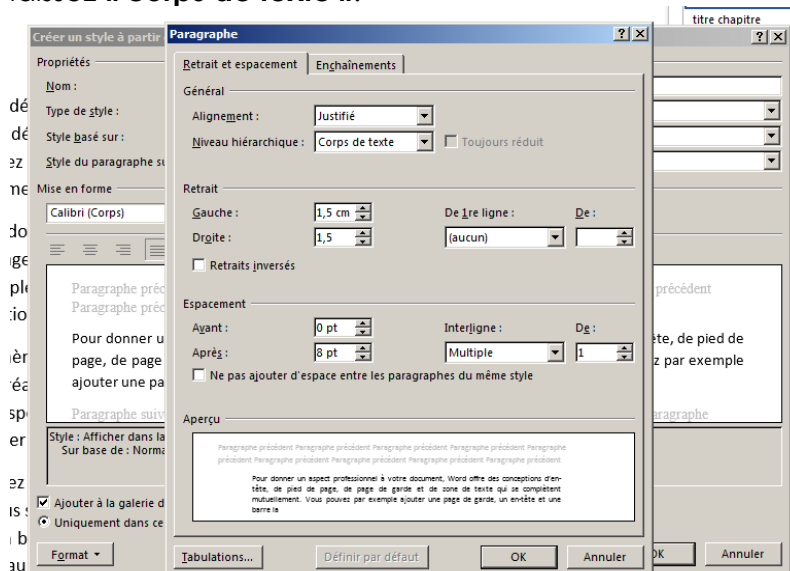 titre chapitre
Créer un style à partir
Paragraphe
Propriétés
Nom :
Type de style :
Style basé sur :
Style du paragraphe su
Mise en forme
Calibri (Corps)
Paragraphe préc
Paragraphe préc
Pour donner u
page, de page
ajouter une pa
Paragraphe suiv
Style : Afficher dans la
Sur base de : Norma
Ajouter à la galerie d
Uniquement dans ce
Format
Retrait et espacement Enchaînements
Général
Alignement : Justifié
Niveau hiérarchique : Corps de texte Toujours réduit
Retrait
Gauche : 1,5 cm De 1re ligne : De :
Droite : 1,5 (aucun)
Retraits inversés
Espacement
Avant : 0 pt Interligne : De :
Après : 8 pt Multiple 1
Ne pas ajouter d'espace entre les paragraphes du même style
Aperçu
Paragraphe précédent Paragraphe précédent Paragraphe précédent Paragraphe précédent Paragraphe
précédent Paragraphe précédent Paragraphe précédent Paragraphe précédent Paragraphe précédent
Pour donner un aspect professionnel à votre document, Word offre des conceptions d'en-
tête, de pied de page, de page de garde et de zone de texte qui se complètent
mutuellement. Vous pouvez par exemple ajouter une page de garde, un en-tête et une
barre la
Tabulations... Définir par défaut OK Annuler
précédent
te, de pied de
z par exemple
aragraphe
OK Annuler